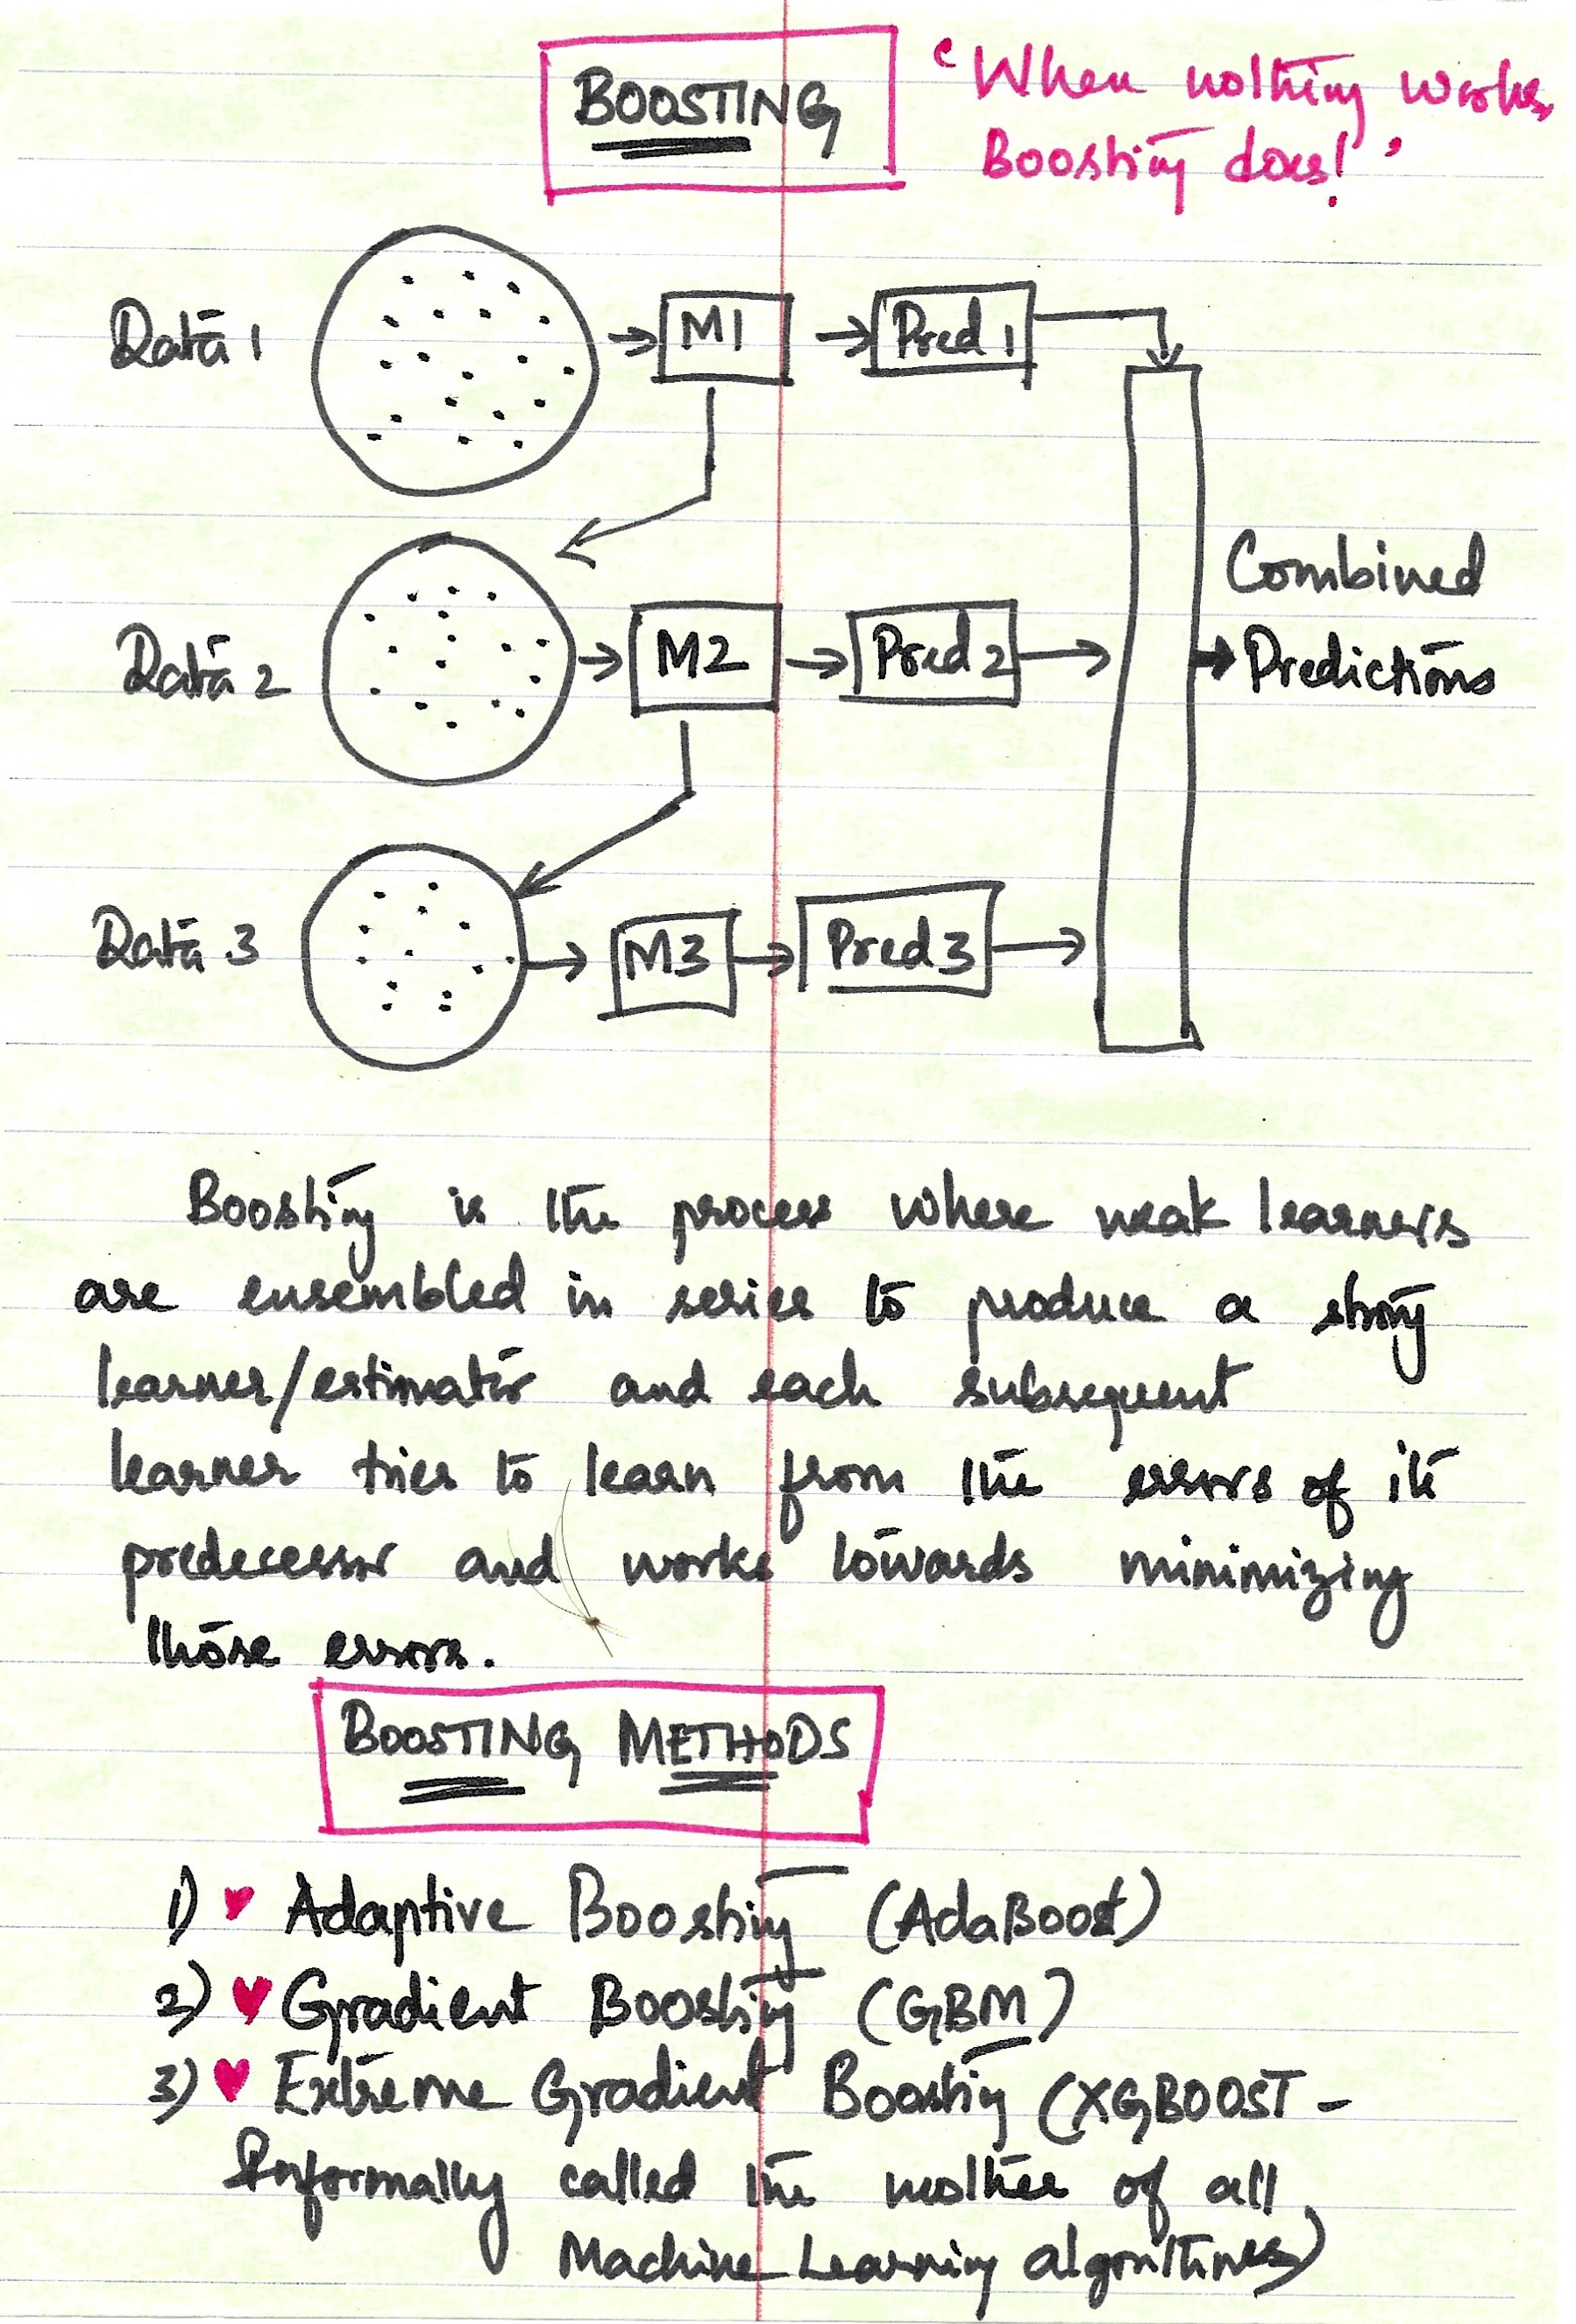 BOOSTING
'When nothing works,
Boosting does!'
Data 1
M1
Pred 1
Data 2
M2
Pred 2
Combined
Predictions
Data 3
M3
Pred 3
Boosting is the process where weak learners
are ensembled in series to produce a strong
learner/estimator and each subsequent
learner tries to learn from the errors of its
predecessor and works towards minimizing
those errors.
BOOSTING METHODS
1) ♥ Adaptive Boosting (AdaBoost)
2) ♥ Gradient Boosting (GBM)
3) ♥ Extreme Gradient Boosting (XGBOOST -
Informally called the mother of all
Machine Learning algorithms)